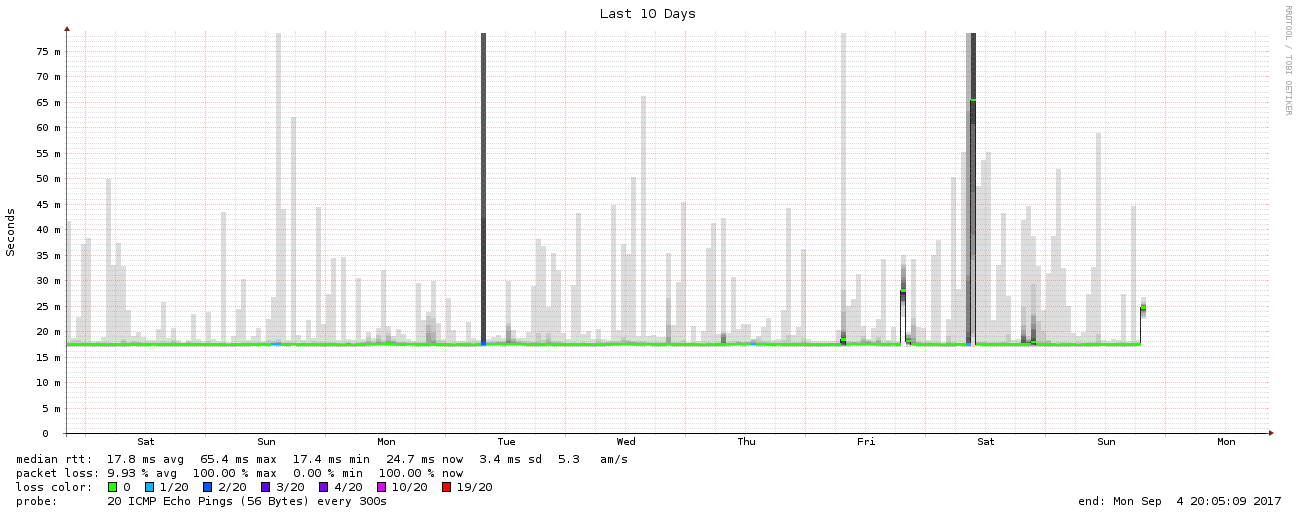 Last 10 Days
RRDTOOL / TOBI OETIKER
Seconds
75 m
70 m
65 m
60 m
55 m
50 m
45 m
40 m
35 m
30 m
25 m
20 m
15 m
10 m
5 m
0
Sat Sun Mon Tue Wed Thu Fri Sat Sun Mon
median rtt: 17.8 ms avg 65.4 ms max 17.4 ms min 24.7 ms now 3.4 ms sd 5.3 am/s
packet loss: 9.93 % avg 100.00 % max 0.00 % min 100.00 % now
loss color: 0 1/20 2/20 3/20 4/20 10/20 19/20
probe: 20 ICMP Echo Pings (56 Bytes) every 300s end: Mon Sep 4 20:05:09 2017